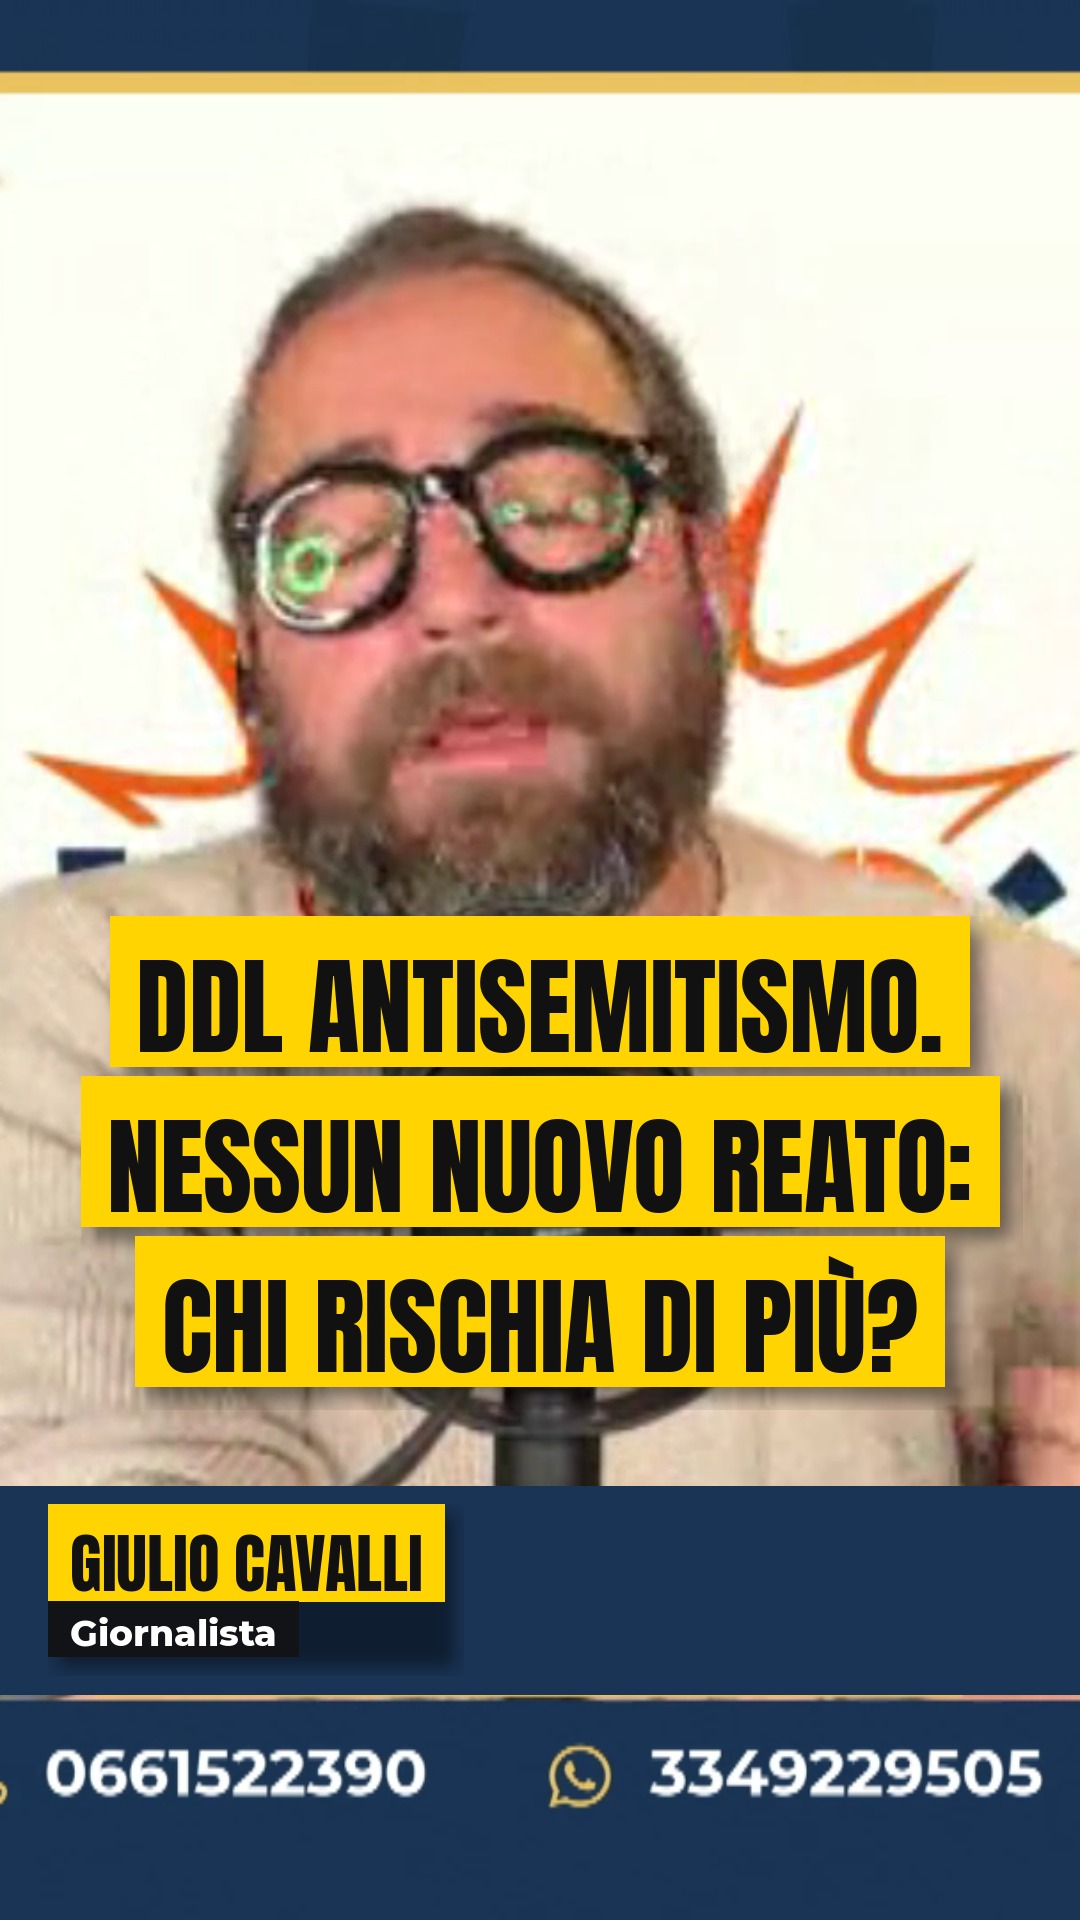 DDL ANTISEMITISMO.
NESSUN NUOVO REATO:
CHI RISCHIA DI PIÙ?
GIULIO CAVALLI
Giornalista
0661522390
3349229505